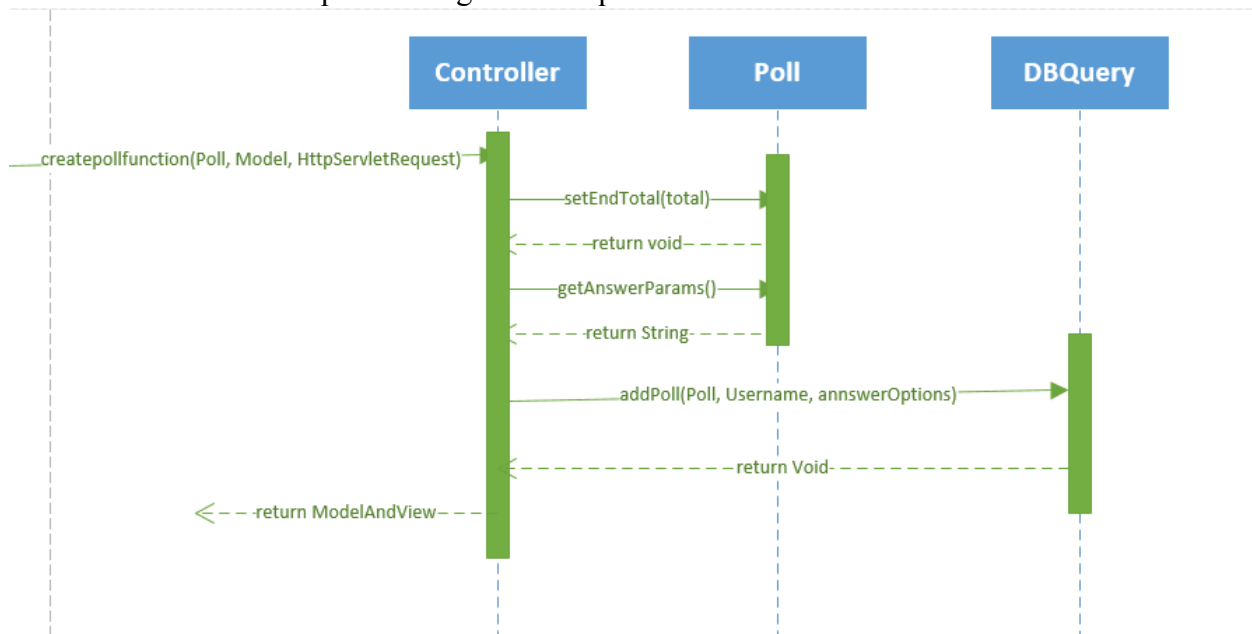 Controller
Poll
DBQuery
createpollfunction(Poll, Model, HttpServletRequest)
setEndTotal(total)
return void
getAnswerParams()
return String
addPoll(Poll, Username, annswerOptions)
return Void
return ModelAndView